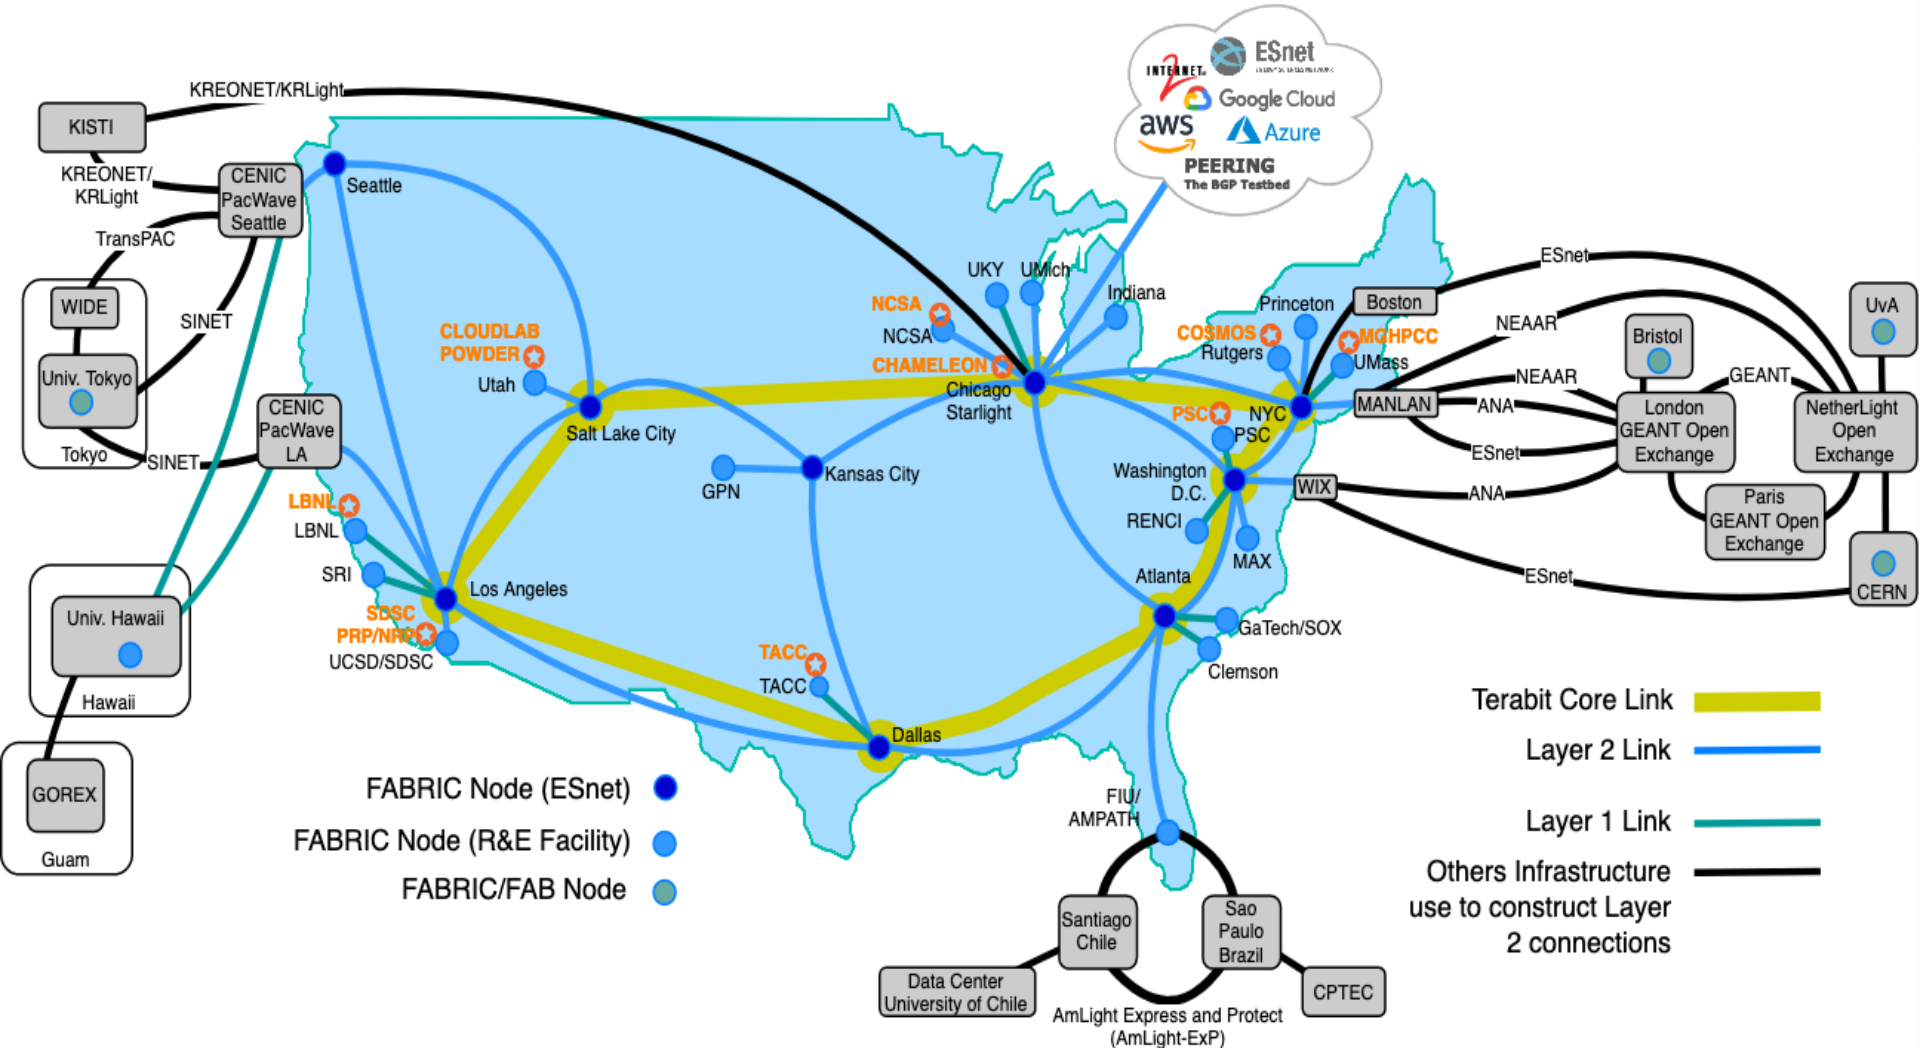 KREONET/KRLight
KISTI
KREONET/
KRLight
CENIC
PacWave
Seattle
TransPAC
WIDE
SINET
Univ. Tokyo
Tokyo
SINET
CENIC
PacWave
LA
Seattle
INTERNET
2
ESnet
Google Cloud
aws
Azure
PEERING
The BGP Testbed
CLOUDLAB
POWDER
Utah
Salt Lake City
NCSA
NCSA
UKY
UMich
Indiana
CHAMELEON
Chicago
Starlight
GPN
Kansas City
COSMOS
Rutgers
Princeton
MGHPCC
UMass
PSC
PSC
NYC
Washington
D.C.
RENCI
MAX
Boston
MANLAN
WIX
ESnet
NEAAR
NEAAR
ANA
ESnet
ANA
ESnet
GEANT
Bristol
UvA
London
GEANT Open
Exchange
NetherLight
Open
Exchange
Paris
GEANT Open
Exchange
CERN
LBNL
LBNL
SRI
Los Angeles
SDSC
PRP/NRP
UCSD/SDSC
Univ. Hawaii
Hawaii
GOREX
Guam
TACC
TACC
Dallas
Atlanta
GaTech/SOX
Clemson
FIU/
AMPATH
Santiago
Chile
Sao
Paulo
Brazil
Data Center
University of Chile
CPTEC
AmLight Express and Protect
(AmLight-ExP)
FABRIC Node (ESnet)
FABRIC Node (R&E Facility)
FABRIC/FAB Node
Terabit Core Link
Layer 2 Link
Layer 1 Link
Others Infrastructure
use to construct Layer
2 connections